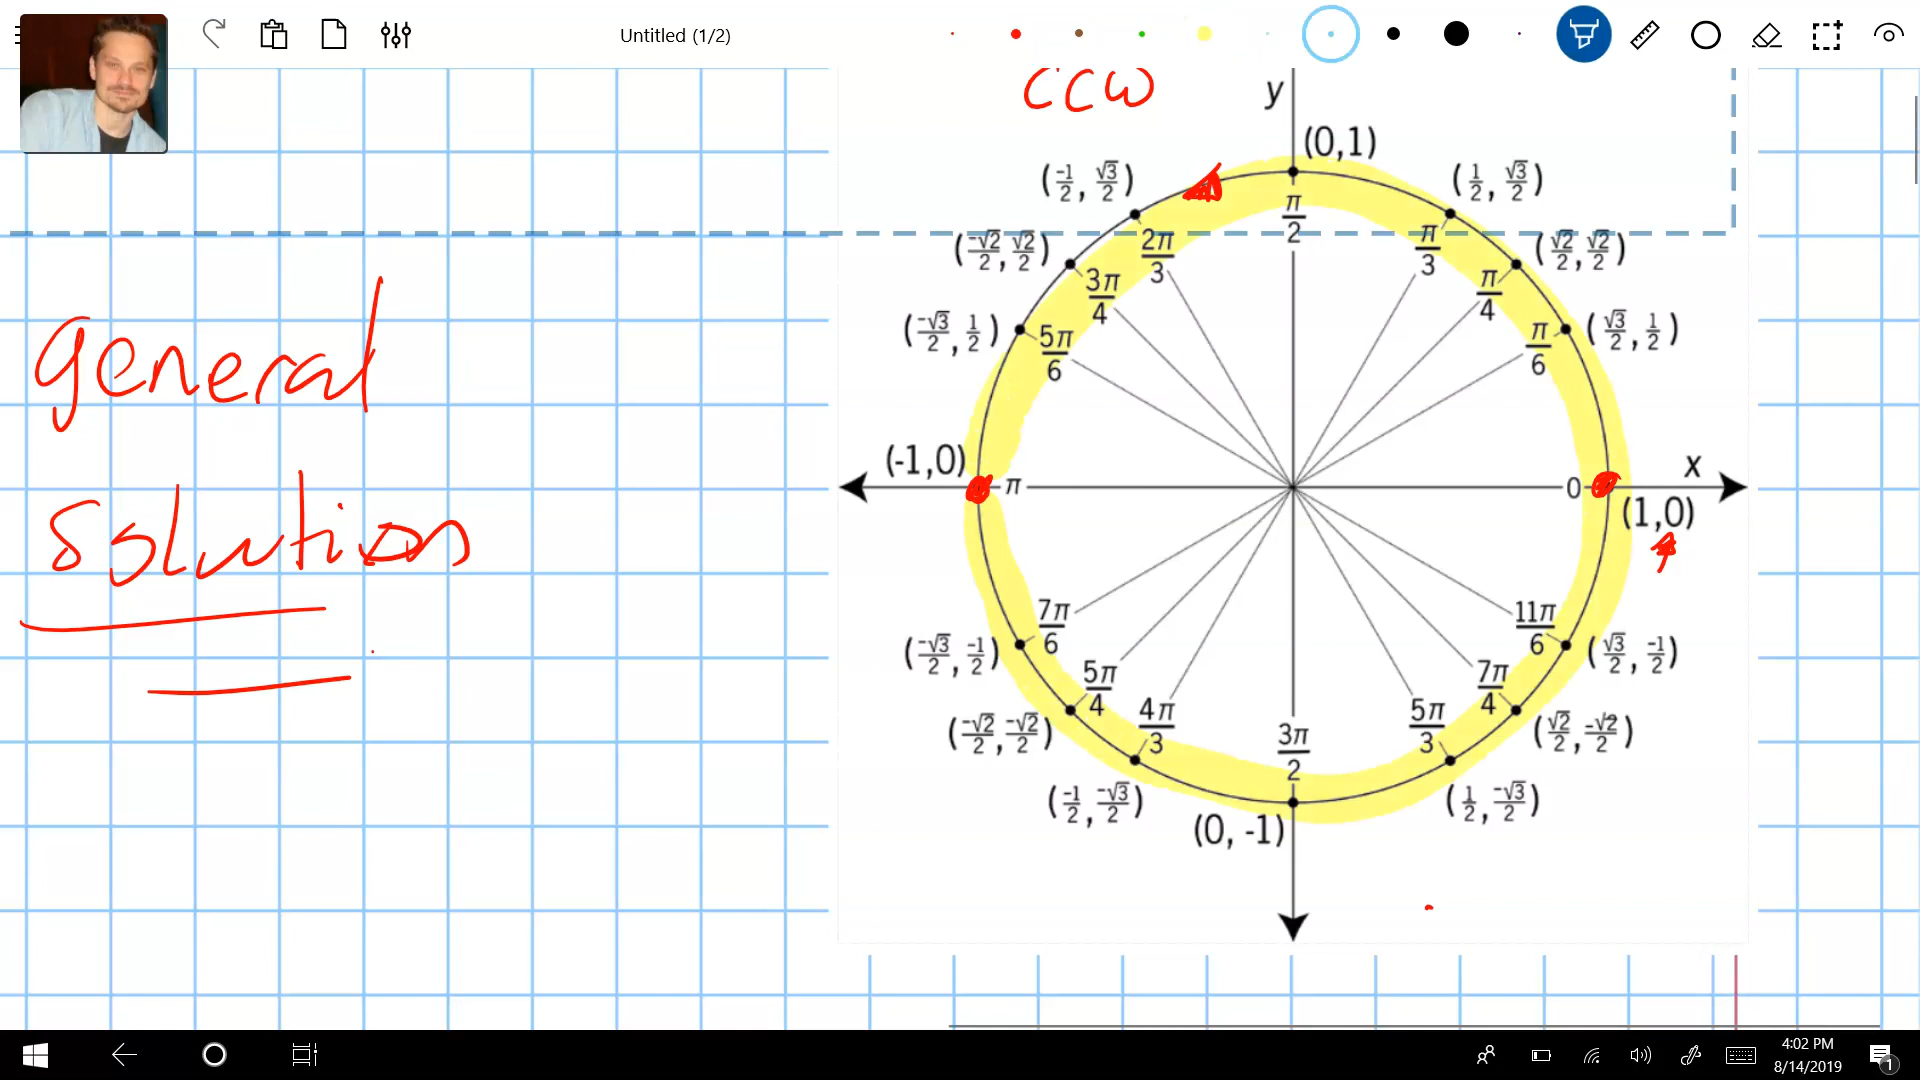 Untitled (1/2)
CCW
y
(0,1)
(-1/2, √3/2)
(1/2, √3/2)
π/2
(-√2/2, √2/2)
2π/3
π/3
(√2/2, √2/2)
3π/4
π/4
(-√3/2, 1/2)
5π/6
π/6
(√3/2, 1/2)
general
(-1,0)
π
0
x
(1,0)
solution
7π/6
11π/6
(-√3/2, -1/2)
(√3/2, -1/2)
5π/4
7π/4
4π/3
5π/3
3π/2
(-√2/2, -√2/2)
(√2/2, -√2/2)
(-1/2, -√3/2)
(1/2, -√3/2)
(0, -1)
4:02 PM
8/14/2019
1